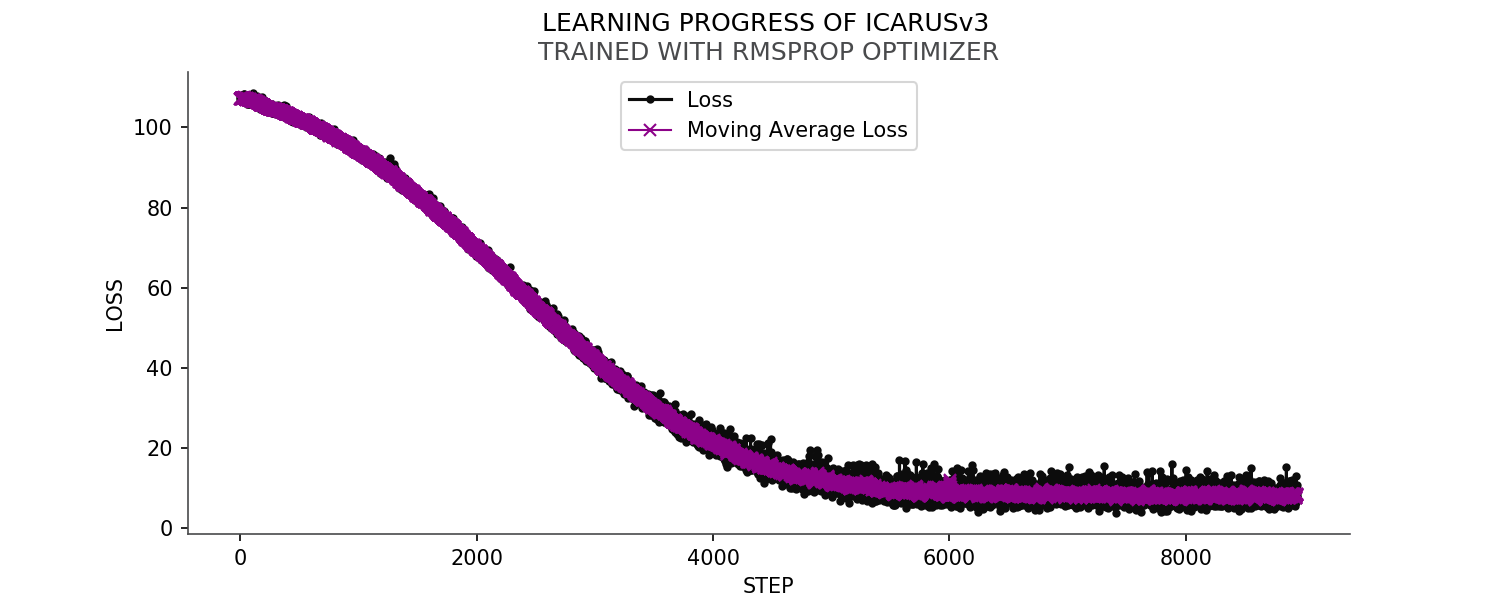 LEARNING PROGRESS OF ICARUSv3
TRAINED WITH RMSPROP OPTIMIZER
Loss
Moving Average Loss
LOSS
100
80
60
40
20
0
0 2000 4000 6000 8000
STEP